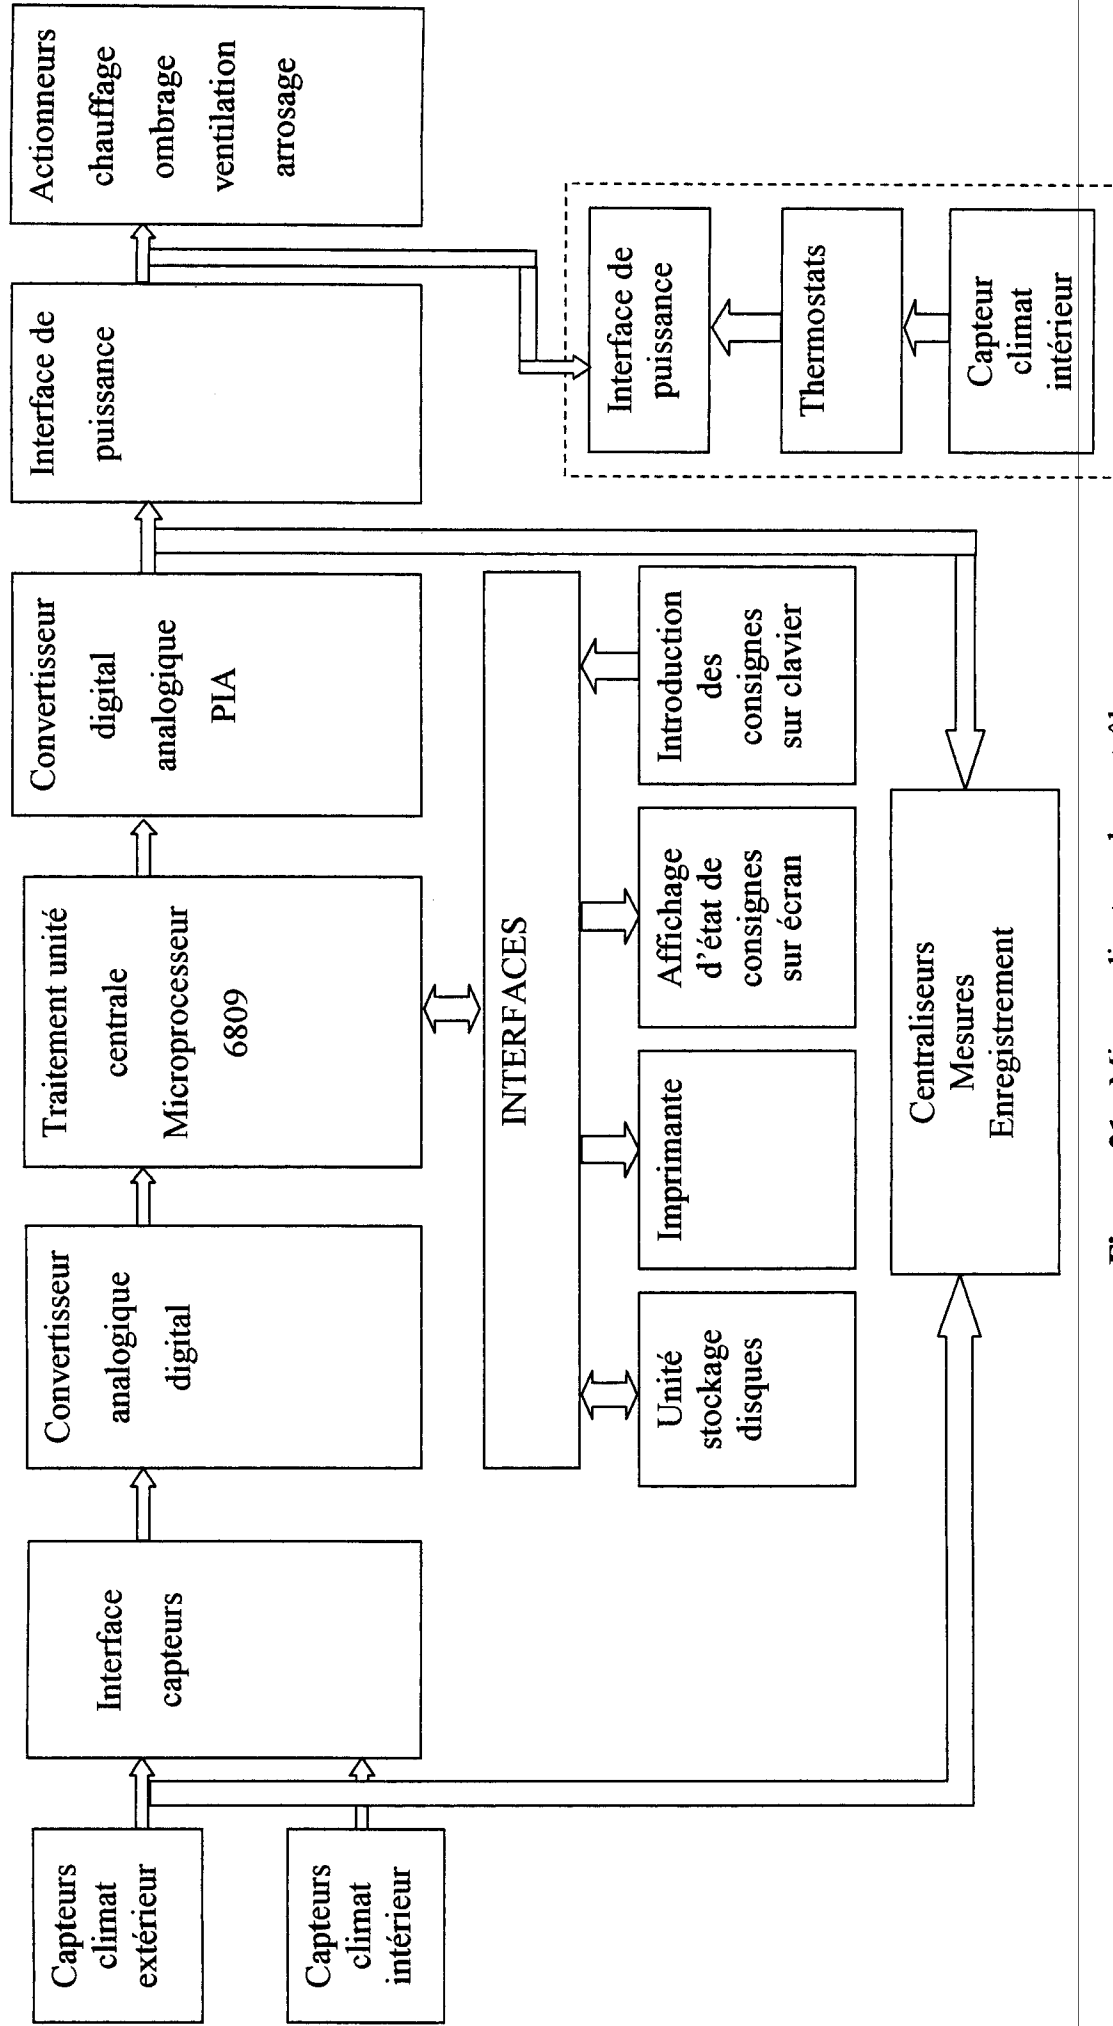 Capteurs
climat
extérieur
Capteurs
climat
intérieur
Interface
capteurs
Convertisseur
analogique
digital
Traitement unité
centrale
Microprocesseur
6809
Convertisseur
digital
analogique
PIA
Interface de
puissance
Actionneurs
chauffage
ombrage
ventilation
arrosage
INTERFACES
Unité
stockage
disques
Imprimante
Affichage
d'état de
consignes
sur écran
Introduction
des
consignes
sur clavier
Interface de
puissance
Thermostats
Capteur
climat
intérieur
Centraliseurs
Mesures
Enregistrement